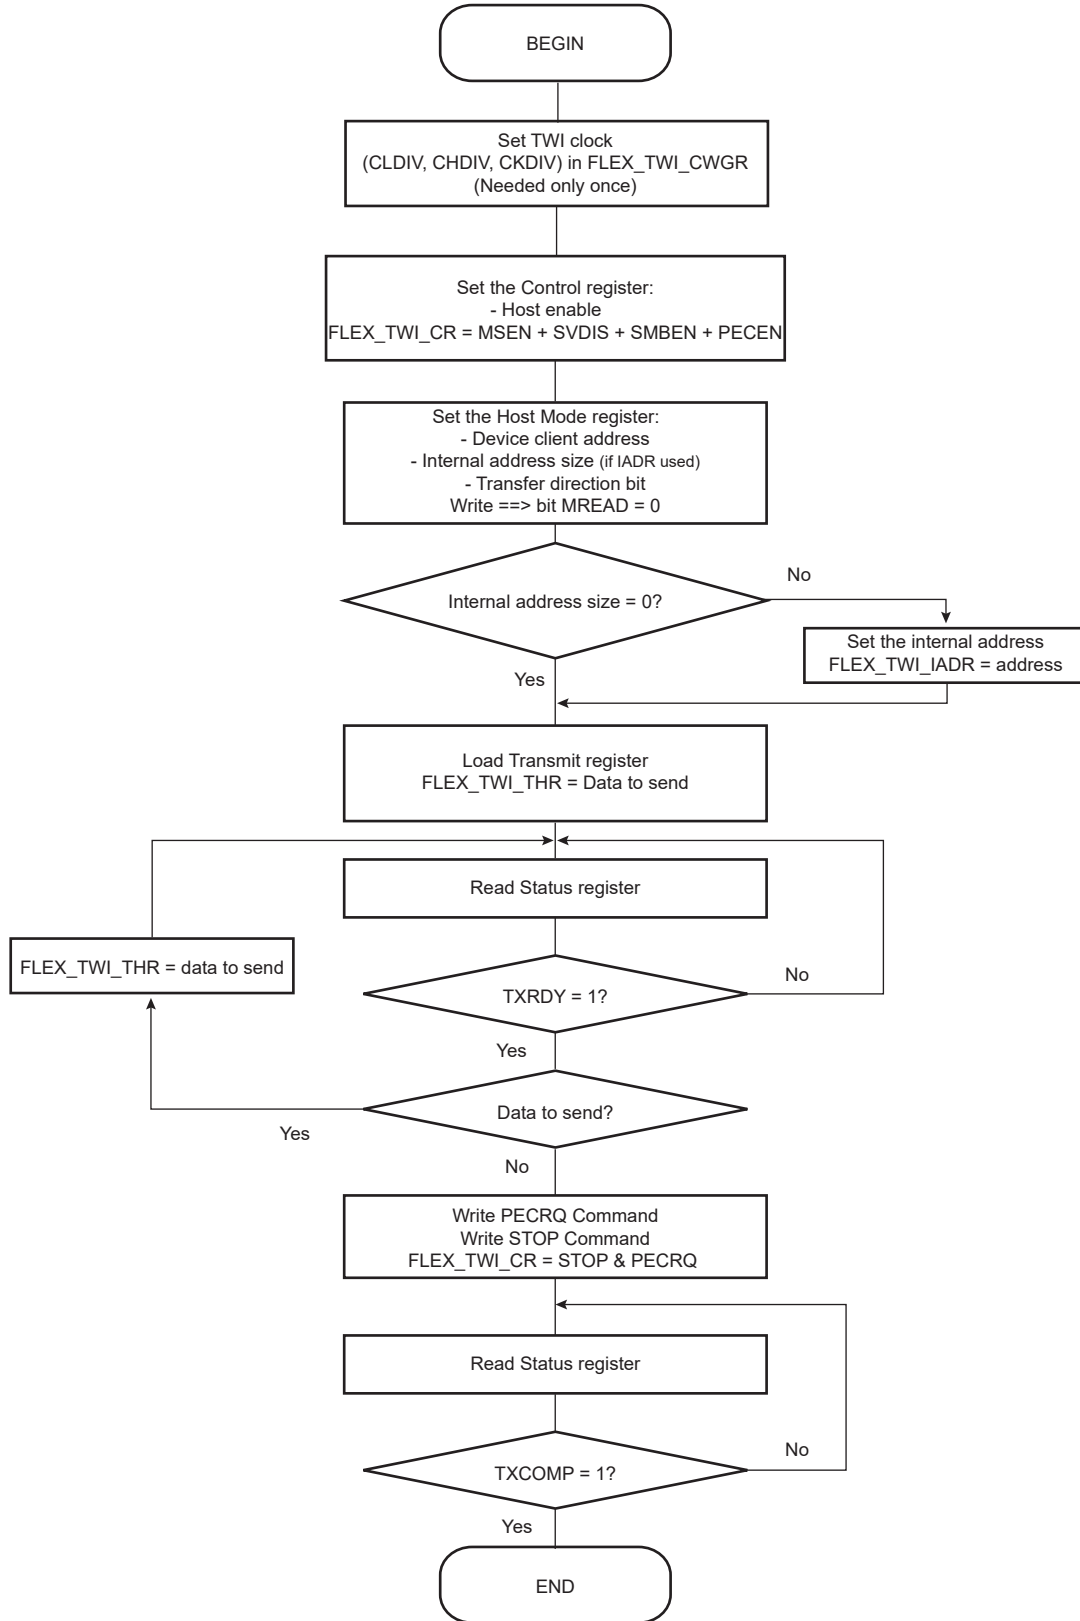 BEGIN
Set TWI clock
(CLDIV, CHDIV, CKDIV) in FLEX_TWI_CWGR
(Needed only once)
Set the Control register:
- Host enable
FLEX_TWI_CR = MSEN + SVDIS + SMBEN + PECEN
Set the Host Mode register:
- Device client address
- Internal address size (if IADR used)
- Transfer direction bit
Write ==> bit MREAD = 0
No
Internal address size = 0?
Set the internal address
FLEX_TWI_IADR = address
Yes
Load Transmit register
FLEX_TWI_THR = Data to send
Read Status register
FLEX_TWI_THR = data to send
No
TXRDY = 1?
Yes
Data to send?
Yes
No
Write PECRQ Command
Write STOP Command
FLEX_TWI_CR = STOP & PECRQ
Read Status register
No
TXCOMP = 1?
Yes
END